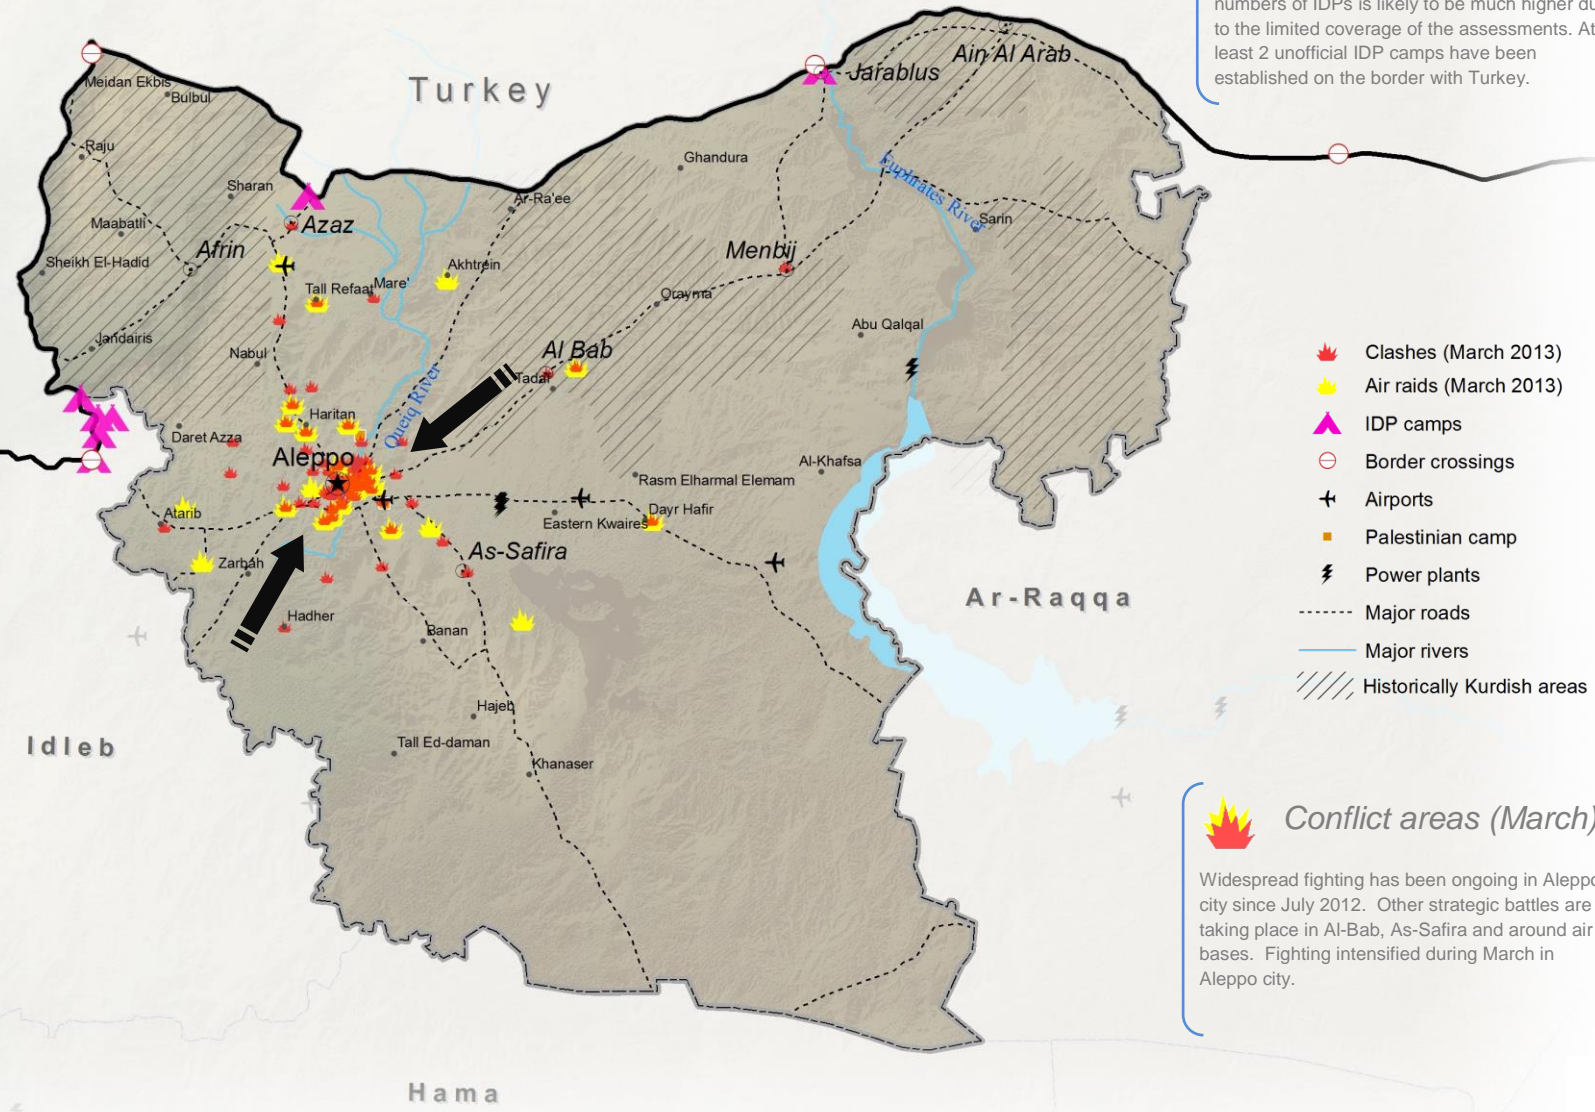 numbers of IDPs is likely to be much higher du
to the limited coverage of the assessments. At
least 2 unofficial IDP camps have been
established on the border with Turkey.
Turkey
Meidan Ekbis
Bulbul
Jarablus
Ain Al Arab
Raju
Ghandura
Sharan
Ar-Ra'ee
Euphrates River
Maabatli
Azaz
Sarin
Afrin
Menbij
Sheikh El-Hadid
Akhtrein
Tall Refaat
Mare'
Orayma
Abu Qalqal
Jandairis
Nabul
Al Bab
Tadaf
Queiq River
Haritan
Daret Azza
Aleppo
Al-Khafsa
Rasm Elharmal Elemam
Atarib
Eastern Kwaires
Dayr Hafir
As-Safira
Zarbah
Ar-Raqqa
Hadher
Banan
Hajeb
Idleb
Tall Ed-daman
Khanaser
Hama
Clashes (March 2013)
Air raids (March 2013)
IDP camps
Border crossings
Airports
Palestinian camp
Power plants
Major roads
Major rivers
Historically Kurdish areas
Conflict areas (March)
Widespread fighting has been ongoing in Aleppo
city since July 2012. Other strategic battles are
taking place in Al-Bab, As-Safira and around air
bases. Fighting intensified during March in
Aleppo city.